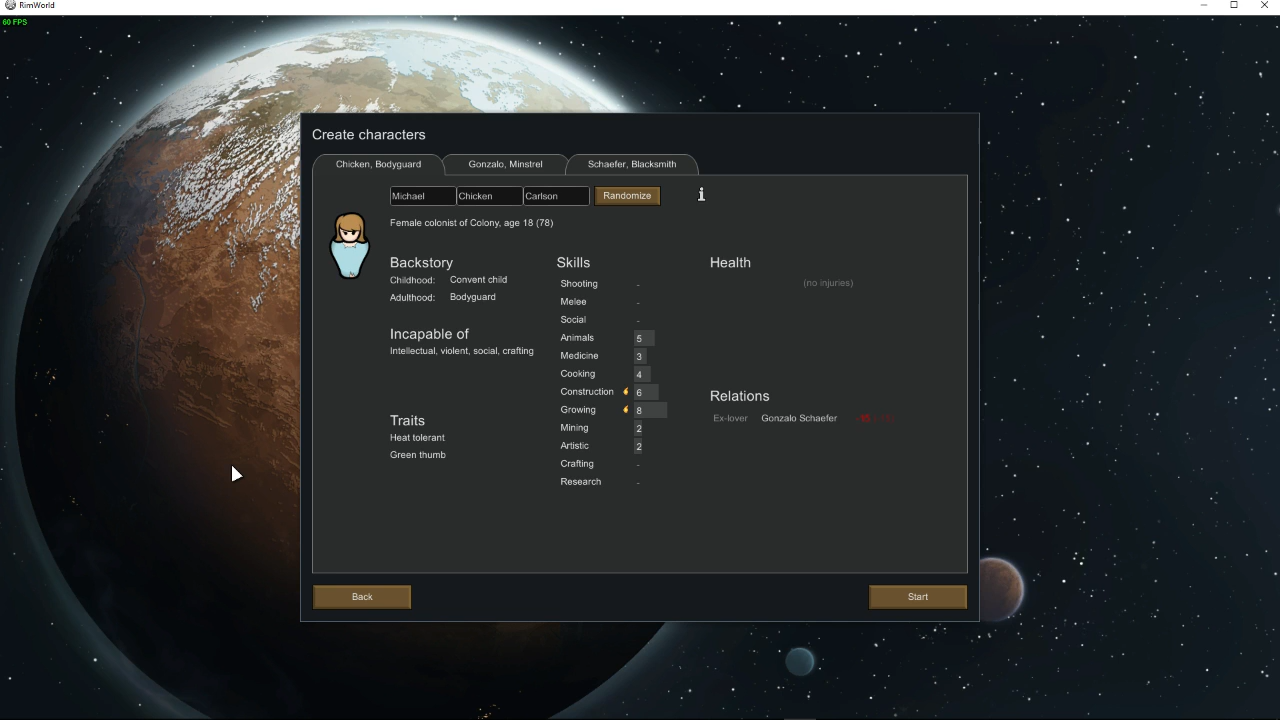 RimWorld
60 FPS
Create characters
Chicken, Bodyguard Gonzalo, Minstrel Schaefer, Blacksmith
Michael Chicken Carlson Randomize
Female colonist of Colony, age 18 (78)
Backstory Skills Health
Childhood: Convent child Shooting - (no injuries)
Adulthood: Bodyguard Melee -
Social -
Incapable of Animals 5
Intellectual, violent, social, crafting Medicine 3
Cooking 4
Construction 6 Relations
Growing 8 Ex-lover Gonzalo Schaefer
Traits Mining 2
Heat tolerant Artistic 2
Green thumb Crafting -
Research -
Back Start